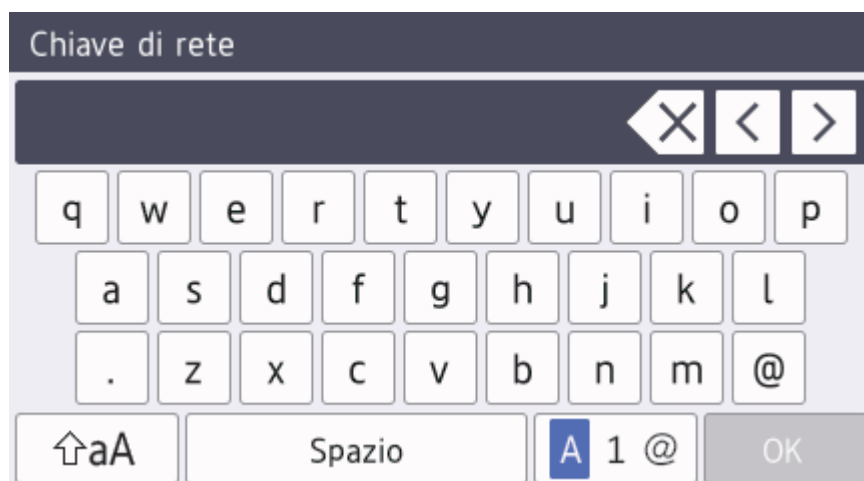 Chiave di rete
q w e r t y u i o p
a s d f g h j k l
. z x c v b n m @
aA Spazio A 1 @ OK